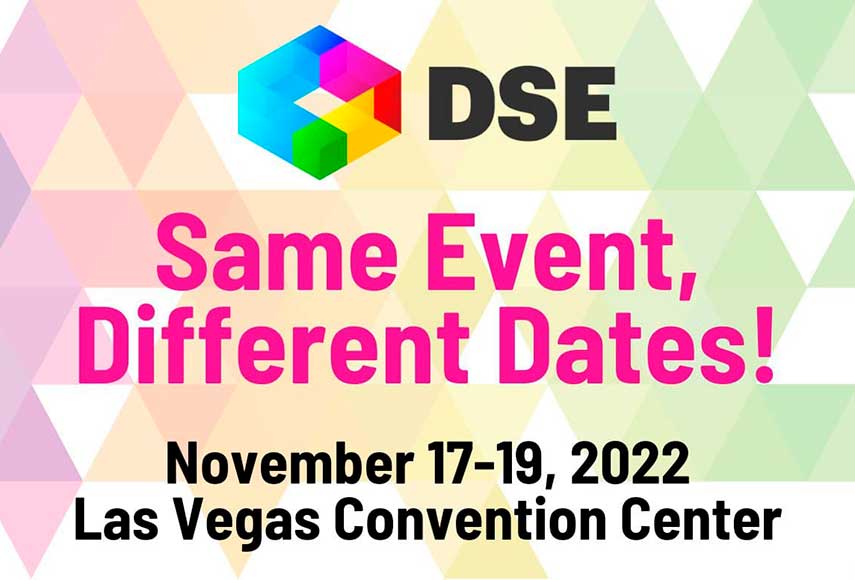 DSE
Same Event,
Different Dates!
November 17-19, 2022
Las Vegas Convention Center